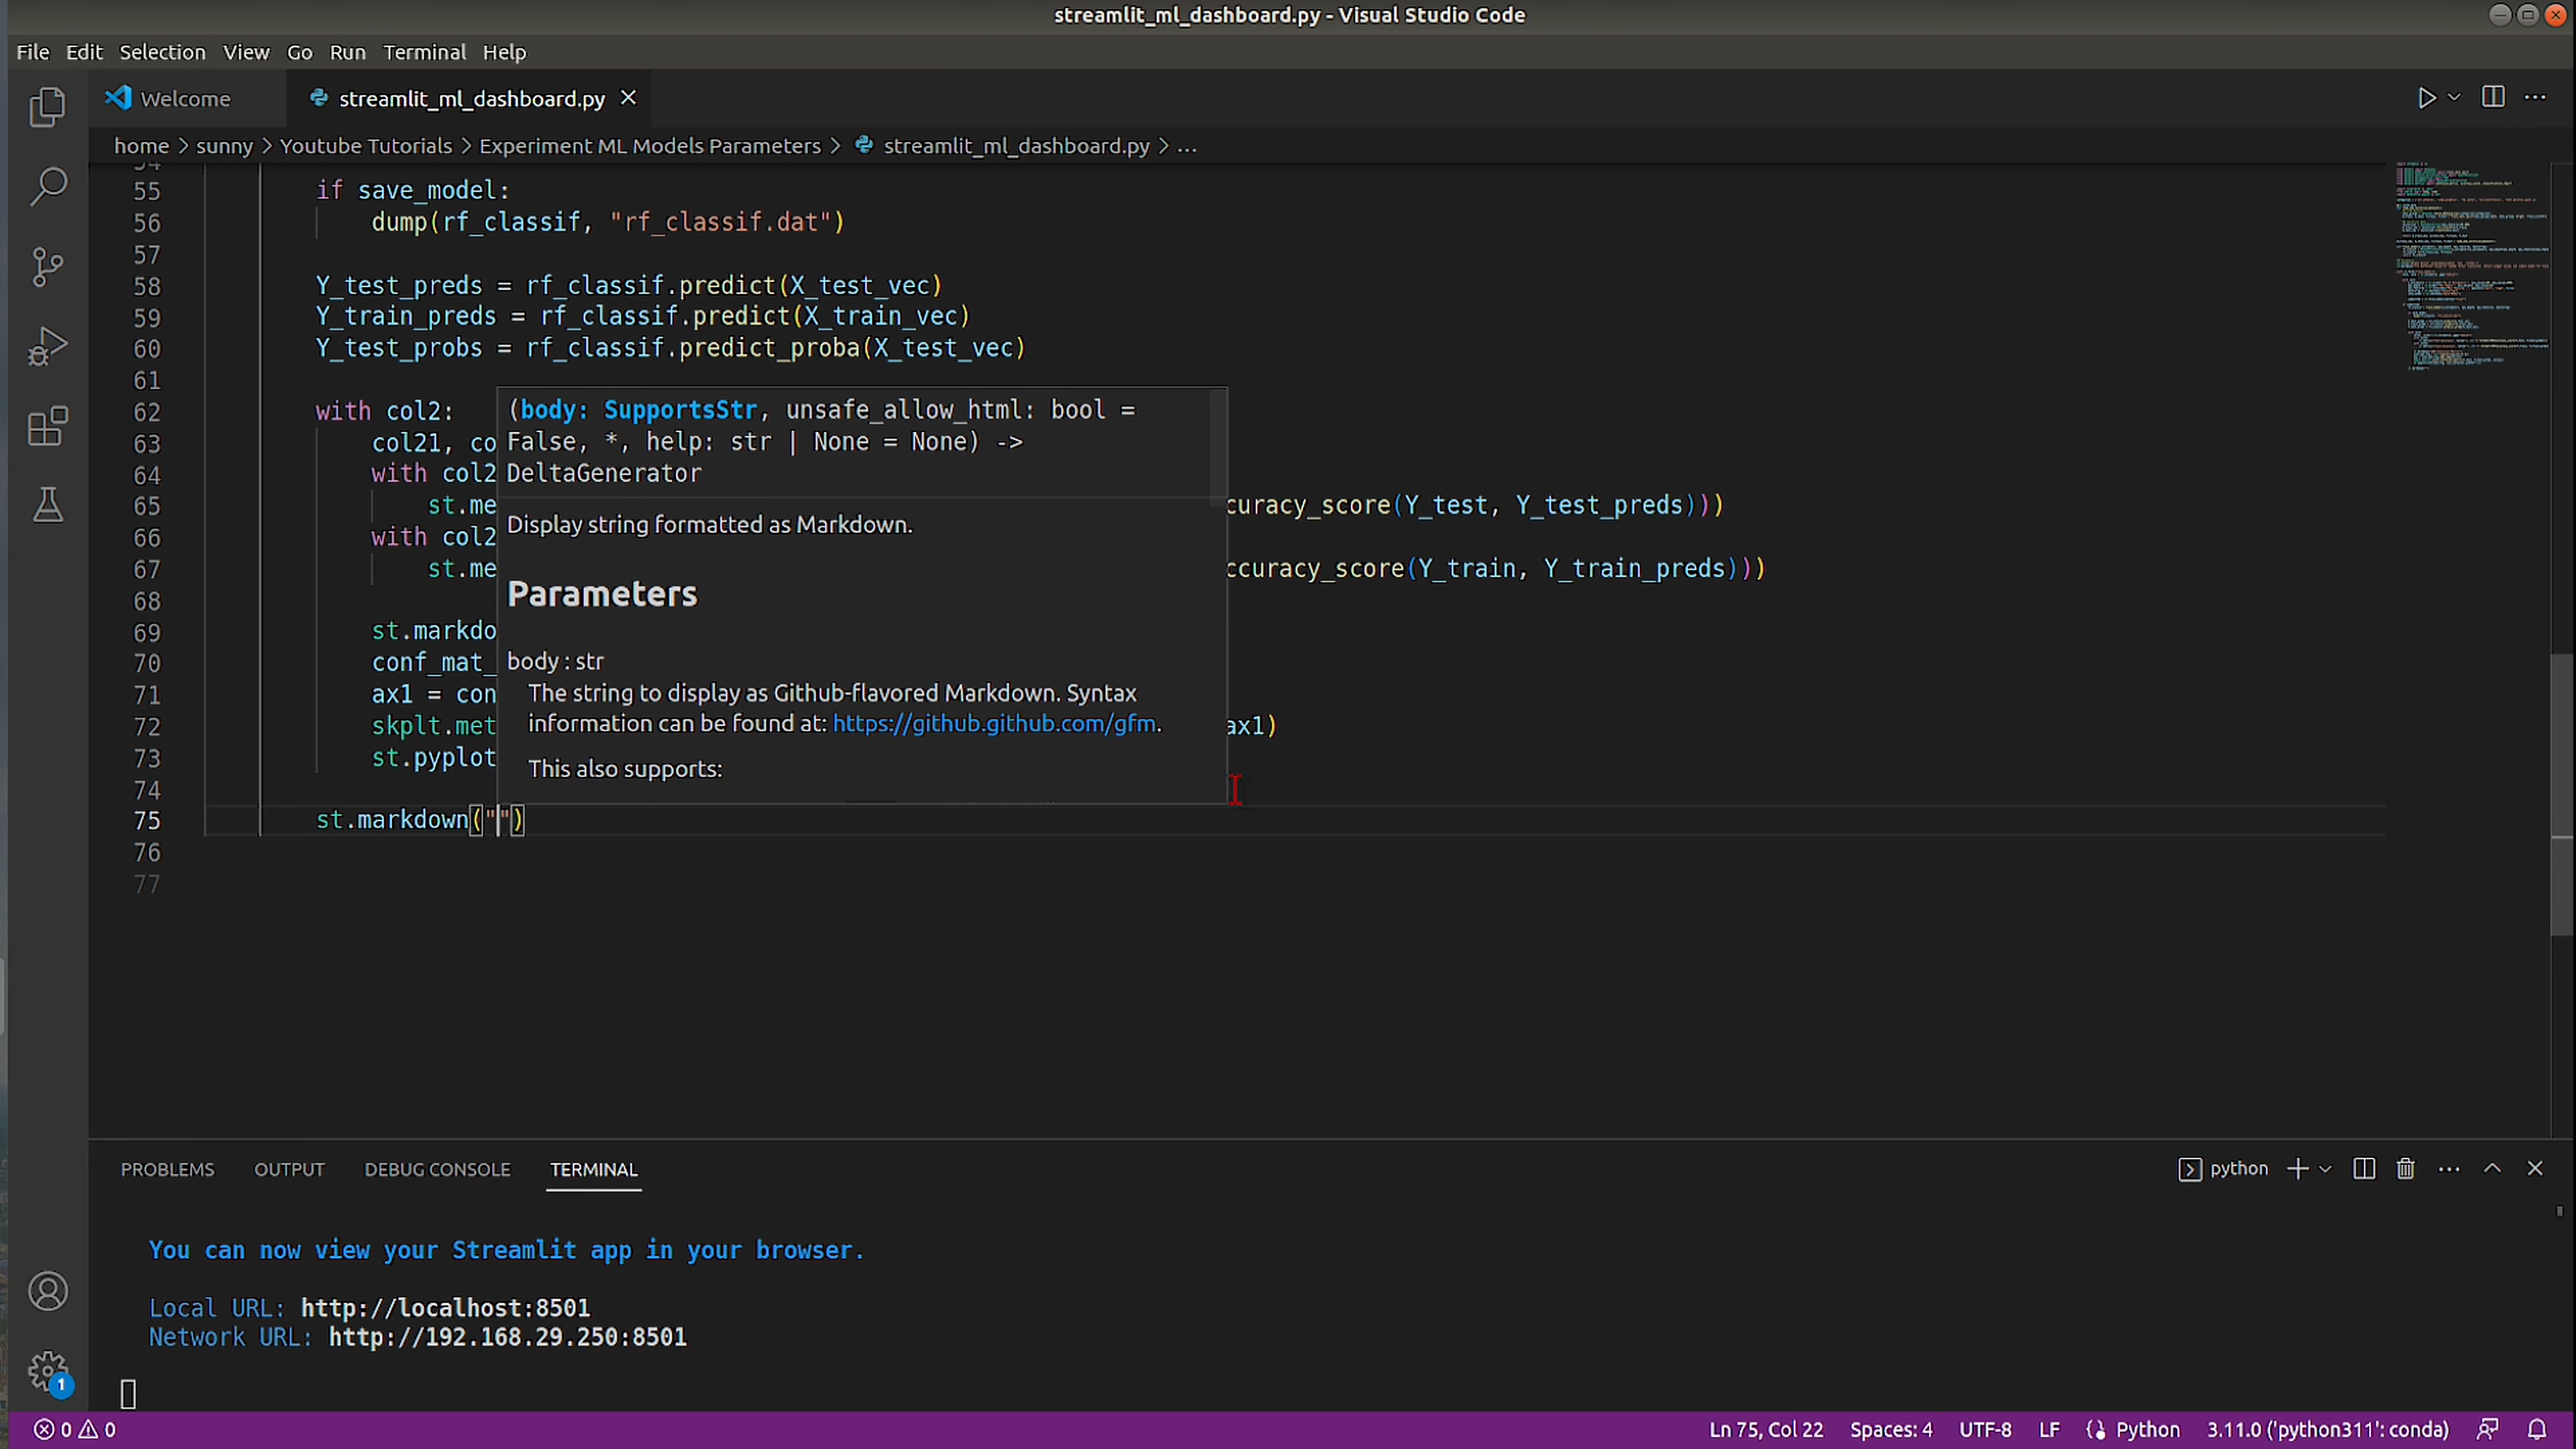 streamlit_ml_dashboard.py - Visual Studio Code
File Edit Selection View Go Run Terminal Help
Welcome streamlit_ml_dashboard.py
home > sunny > Youtube Tutorials > Experiment ML Models Parameters > streamlit_ml_dashboard.py > ...
54
55 if save_model:
56 dump(rf_classif, "rf_classif.dat")
57
58 Y_test_preds = rf_classif.predict(X_test_vec)
59 Y_train_preds = rf_classif.predict(X_train_vec)
60 Y_test_probs = rf_classif.predict_proba(X_test_vec)
61
62 with col2:
63 col21, co
64 with col2
65 st.me curacy_score(Y_test, Y_test_preds)))
66 with col2
67 st.me ccuracy_score(Y_train, Y_train_preds)))
68
69 st.markdo
70 conf_mat_
71 ax1 = con
72 skplt.met ax1)
73 st.pyplot
74
75 st.markdown("")
76
77
(body: SupportsStr, unsafe_allow_html: bool =
False, *, help: str | None = None) ->
DeltaGenerator
Display string formatted as Markdown.
Parameters
body : str
The string to display as Github-flavored Markdown. Syntax
information can be found at: https://github.github.com/gfm.
This also supports:
PROBLEMS OUTPUT DEBUG CONSOLE TERMINAL python
You can now view your Streamlit app in your browser.
Local URL: http://localhost:8501
Network URL: http://192.168.29.250:8501
1
0 0 Ln 75, Col 22 Spaces: 4 UTF-8 LF Python 3.11.0 ('python311': conda)